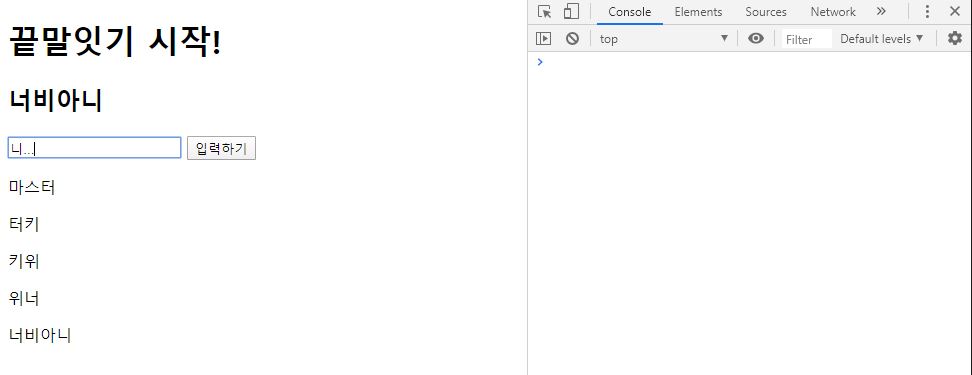 끝말잇기 시작!
너비아니
니...
입력하기
마스터
터키
키위
위너
너비아니
Console Elements Sources Network
top Filter Default levels